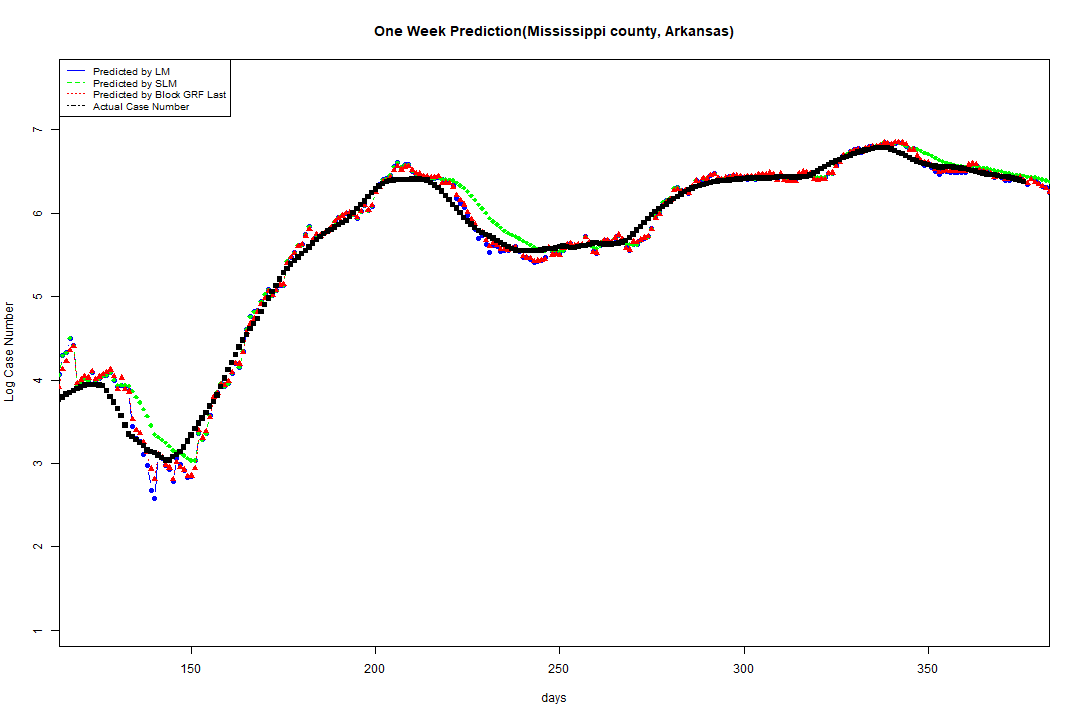 One Week Prediction(Mississippi county, Arkansas)
Predicted by LM
Predicted by SLM
Predicted by Block GRF Last
Actual Case Number
7
6
5
4
3
2
1
Log Case Number
150 200 250 300 350
days